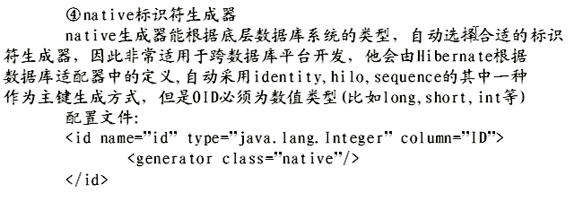 ④native标识符生成器
native生成器能根据底层数据库系统的类型，自动选择合适的标识
符生成器，因此非常适用于跨数据库平台开发，他会由Hibernate根据
数据库适配器中的定义,自动采用identity,hilo,sequence的其中一种
作为主键生成方式，但是OID必须为数值类型(比如long,short,int等)
配置文件:
<id name="id" type="java.lang.Integer" column="ID">
<generator class="native"/>
</id>